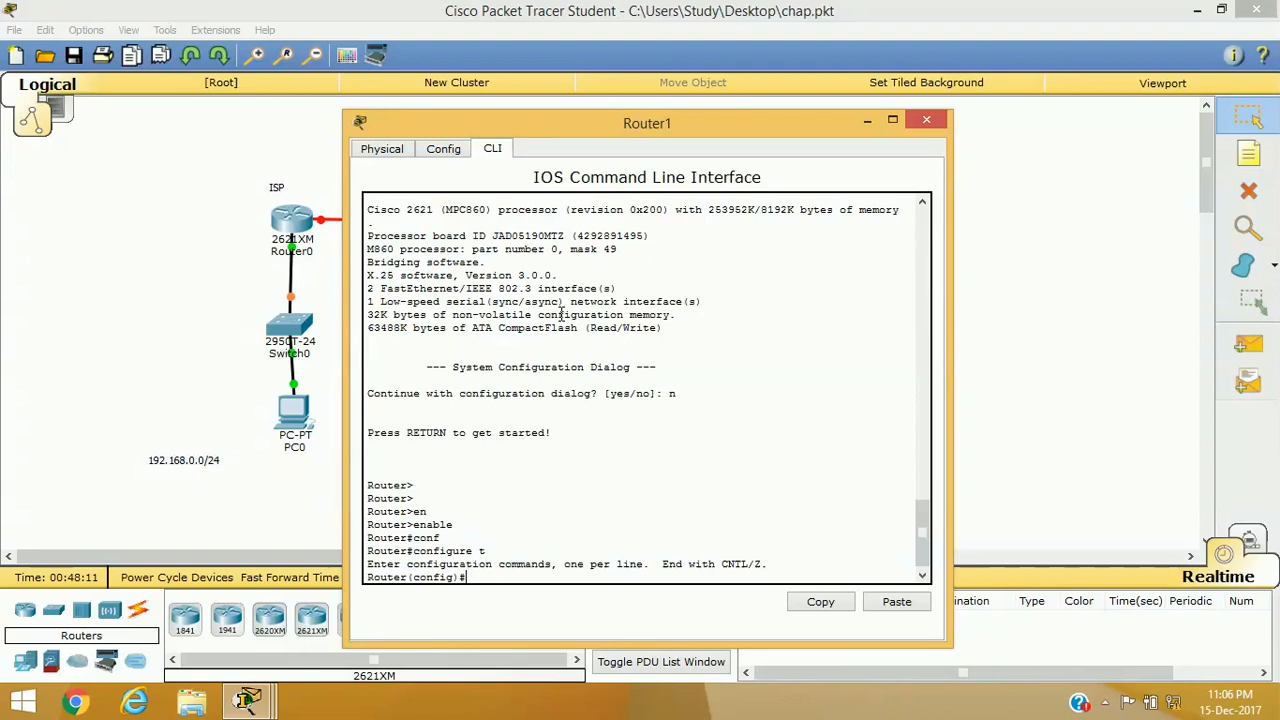 Cisco Packet Tracer Student - C:\Users\Study\Desktop\chap.pkt
File Edit Options View Tools Extensions Help
Logical
[Root]
New Cluster
Move Object
Set Tiled Background
Viewport
ISP
2621XM
Router0
2950T-24
Switch0
PC-PT
PC0
192.168.0.0/24
Router1
Physical Config CLI
IOS Command Line Interface
Cisco 2621 (MPC860) processor (revision 0x200) with 253952K/8192K bytes of memory
.
Processor board ID JAD05190MTZ (4292891495)
M860 processor: part number 0, mask 49
Bridging software.
X.25 software, Version 3.0.0.
2 FastEthernet/IEEE 802.3 interface(s)
1 Low-speed serial(sync/async) network interface(s)
32K bytes of non-volatile configuration memory.
63488K bytes of ATA CompactFlash (Read/Write)
--- System Configuration Dialog ---
Continue with configuration dialog? [yes/no]: n
Press RETURN to get started!
Router>
Router>
Router>en
Router>enable
Router#conf
Router#configure t
Enter configuration commands, one per line.  End with CNTL/Z.
Router(config)#
Copy Paste
Time: 00:48:11 Power Cycle Devices Fast Forward Time
Realtime
Routers
1841 1941 2620XM 2621XM
2621XM
Toggle PDU List Window
ination Type Color Time(sec) Periodic Num
11:06 PM
15-Dec-2017